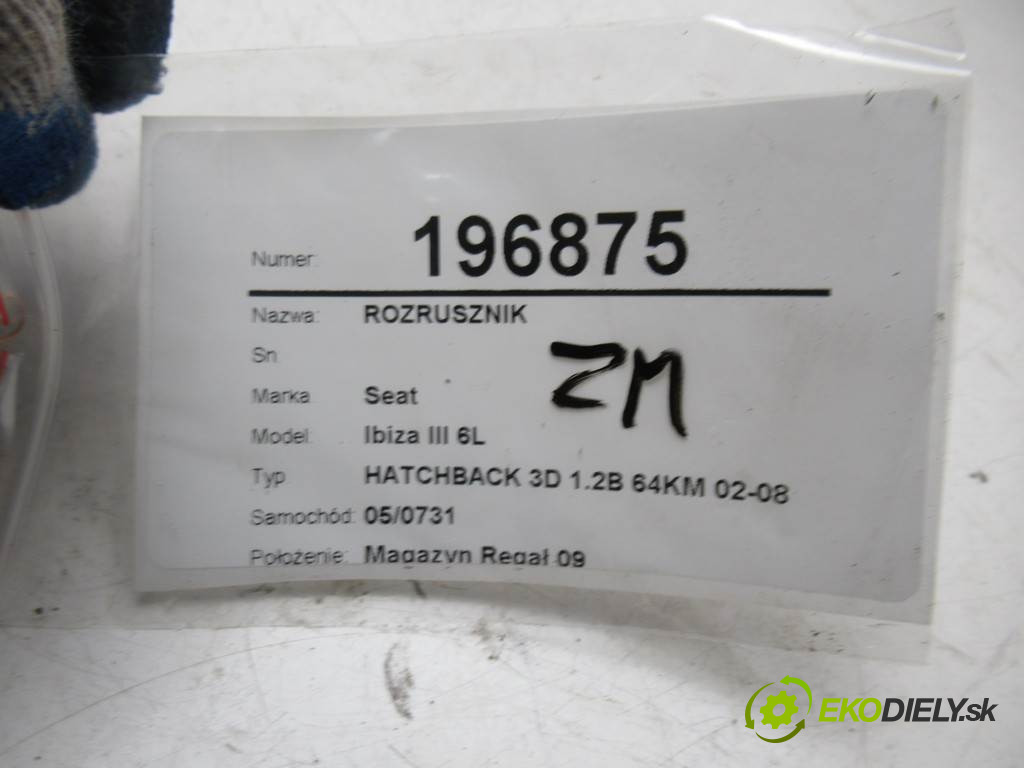 Numer: 196875
Nazwa: ROZRUSZNIK
Sn
ZM
Marka Seat
Model: Ibiza III 6L
Typ HATCHBACK 3D 1.2B 64KM 02-08
Samochód: 05/0731
Położenie: Magazyn Regał 09
EKODIELY.sk